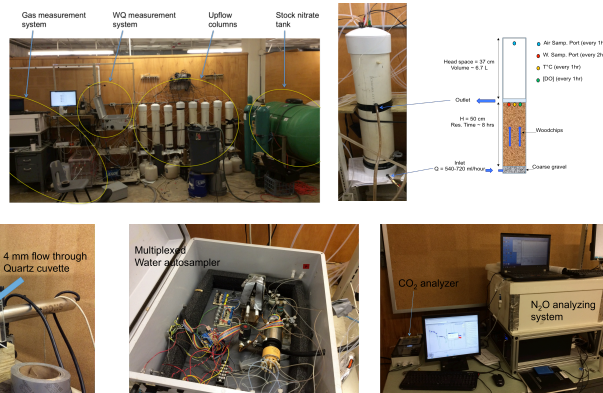 Gas measurement
system
WQ measurement
system
Upflow
columns
Stock nitrate
tank
Head space = 37 cm
Volume ~ 6.7 L
Outlet
H = 50 cm
Res. Time ~ 8 hrs
Inlet
Q = 540-720 ml/hour
Air Samp. Port (every 1h
W. Samp. Port (every 2h
T°C (every 1hr)
[DO] (every 1hr)
Woodchips
Coarse gravel
4 mm flow through
Quartz cuvette
Multiplexed
Water autosampler
CO2 analyzer
N2O analyzing
system